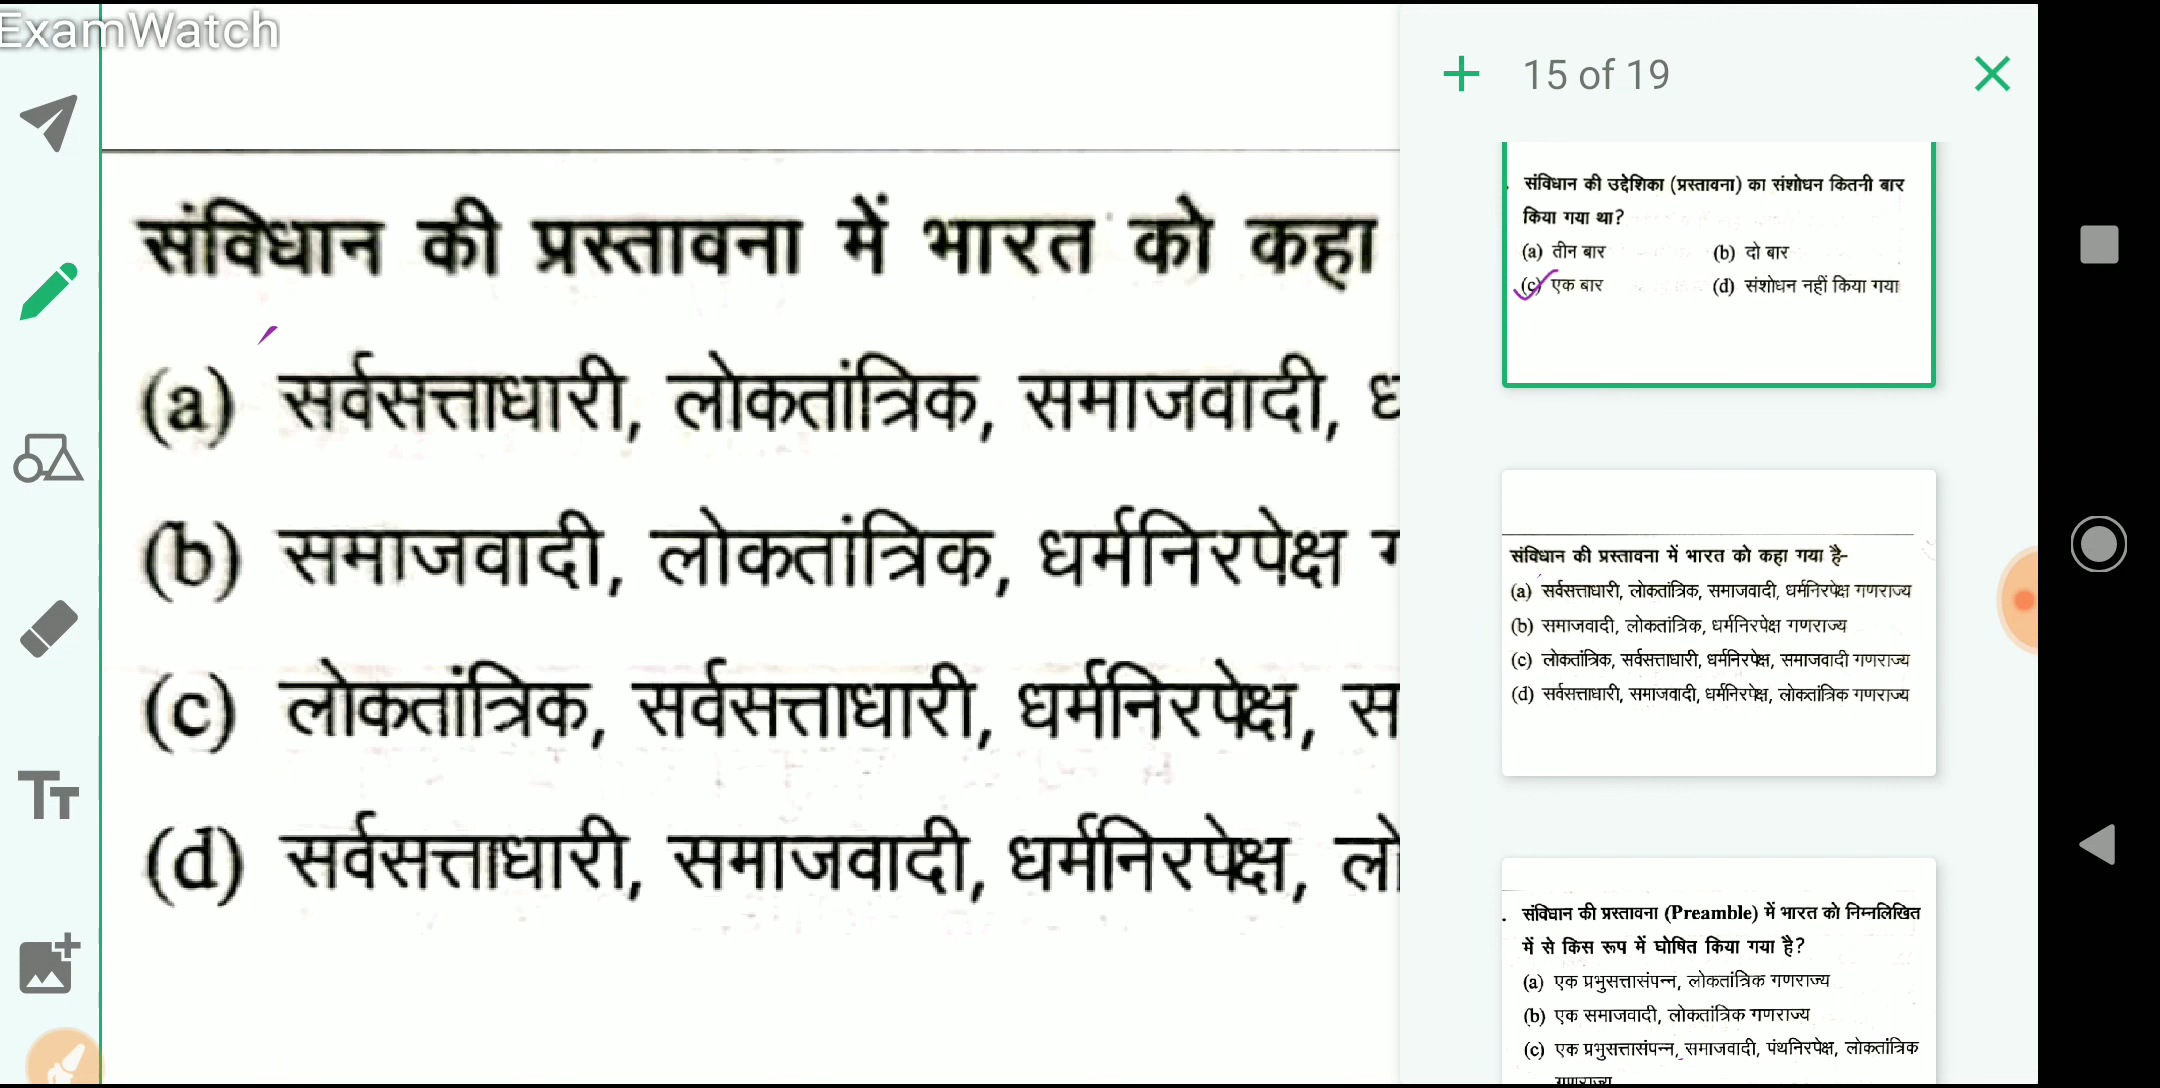 ExamWatch
संविधान की प्रस्तावना में भारत को कहा
(a) सर्वसत्ताधारी, लोकतांत्रिक, समाजवादी,
(b) समाजवादी, लोकतांत्रिक, धर्मनिरपेक्ष
(c) लोकतांत्रिक, सर्वसत्ताधारी, धर्मनिरपेक्ष,
(d) सर्वसत्ताधारी, समाजवादी, धर्मनिरपेक्ष,
Tт
15 of 19
संविधान की उद्देशिका (प्रस्तावना) का संशोधन कितनी बार
किया गया था?
(a) तीन बार (b) दो बार
(c) एक बार (d) संशोधन नहीं किया गया
संविधान की प्रस्तावना में भारत को कहा गया है-
(a) सर्वसत्ताधारी, लोकतांत्रिक, समाजवादी, धर्मनिरपेक्ष गणराज्य
(b) समाजवादी, लोकतांत्रिक, धर्मनिरपेक्ष गणराज्य
(c) लोकतांत्रिक, सर्वसत्ताधारी, धर्मनिरपेक्ष, समाजवादी गणराज्य
(d) सर्वसत्ताधारी, समाजवादी, धर्मनिरपेक्ष, लोकतांत्रिक गणराज्य
. संविधान की प्रस्तावना (Preamble) में भारत को निम्नलिखित
में से किस रूप में घोषित किया गया है?
(a) एक प्रभुसत्तासंपन्न, लोकतांत्रिक गणराज्य
(b) एक समाजवादी, लोकतांत्रिक गणराज्य
(c) एक प्रभुसत्तासंपन्न, समाजवादी, पंथनिरपेक्ष, लोकतांत्रिक